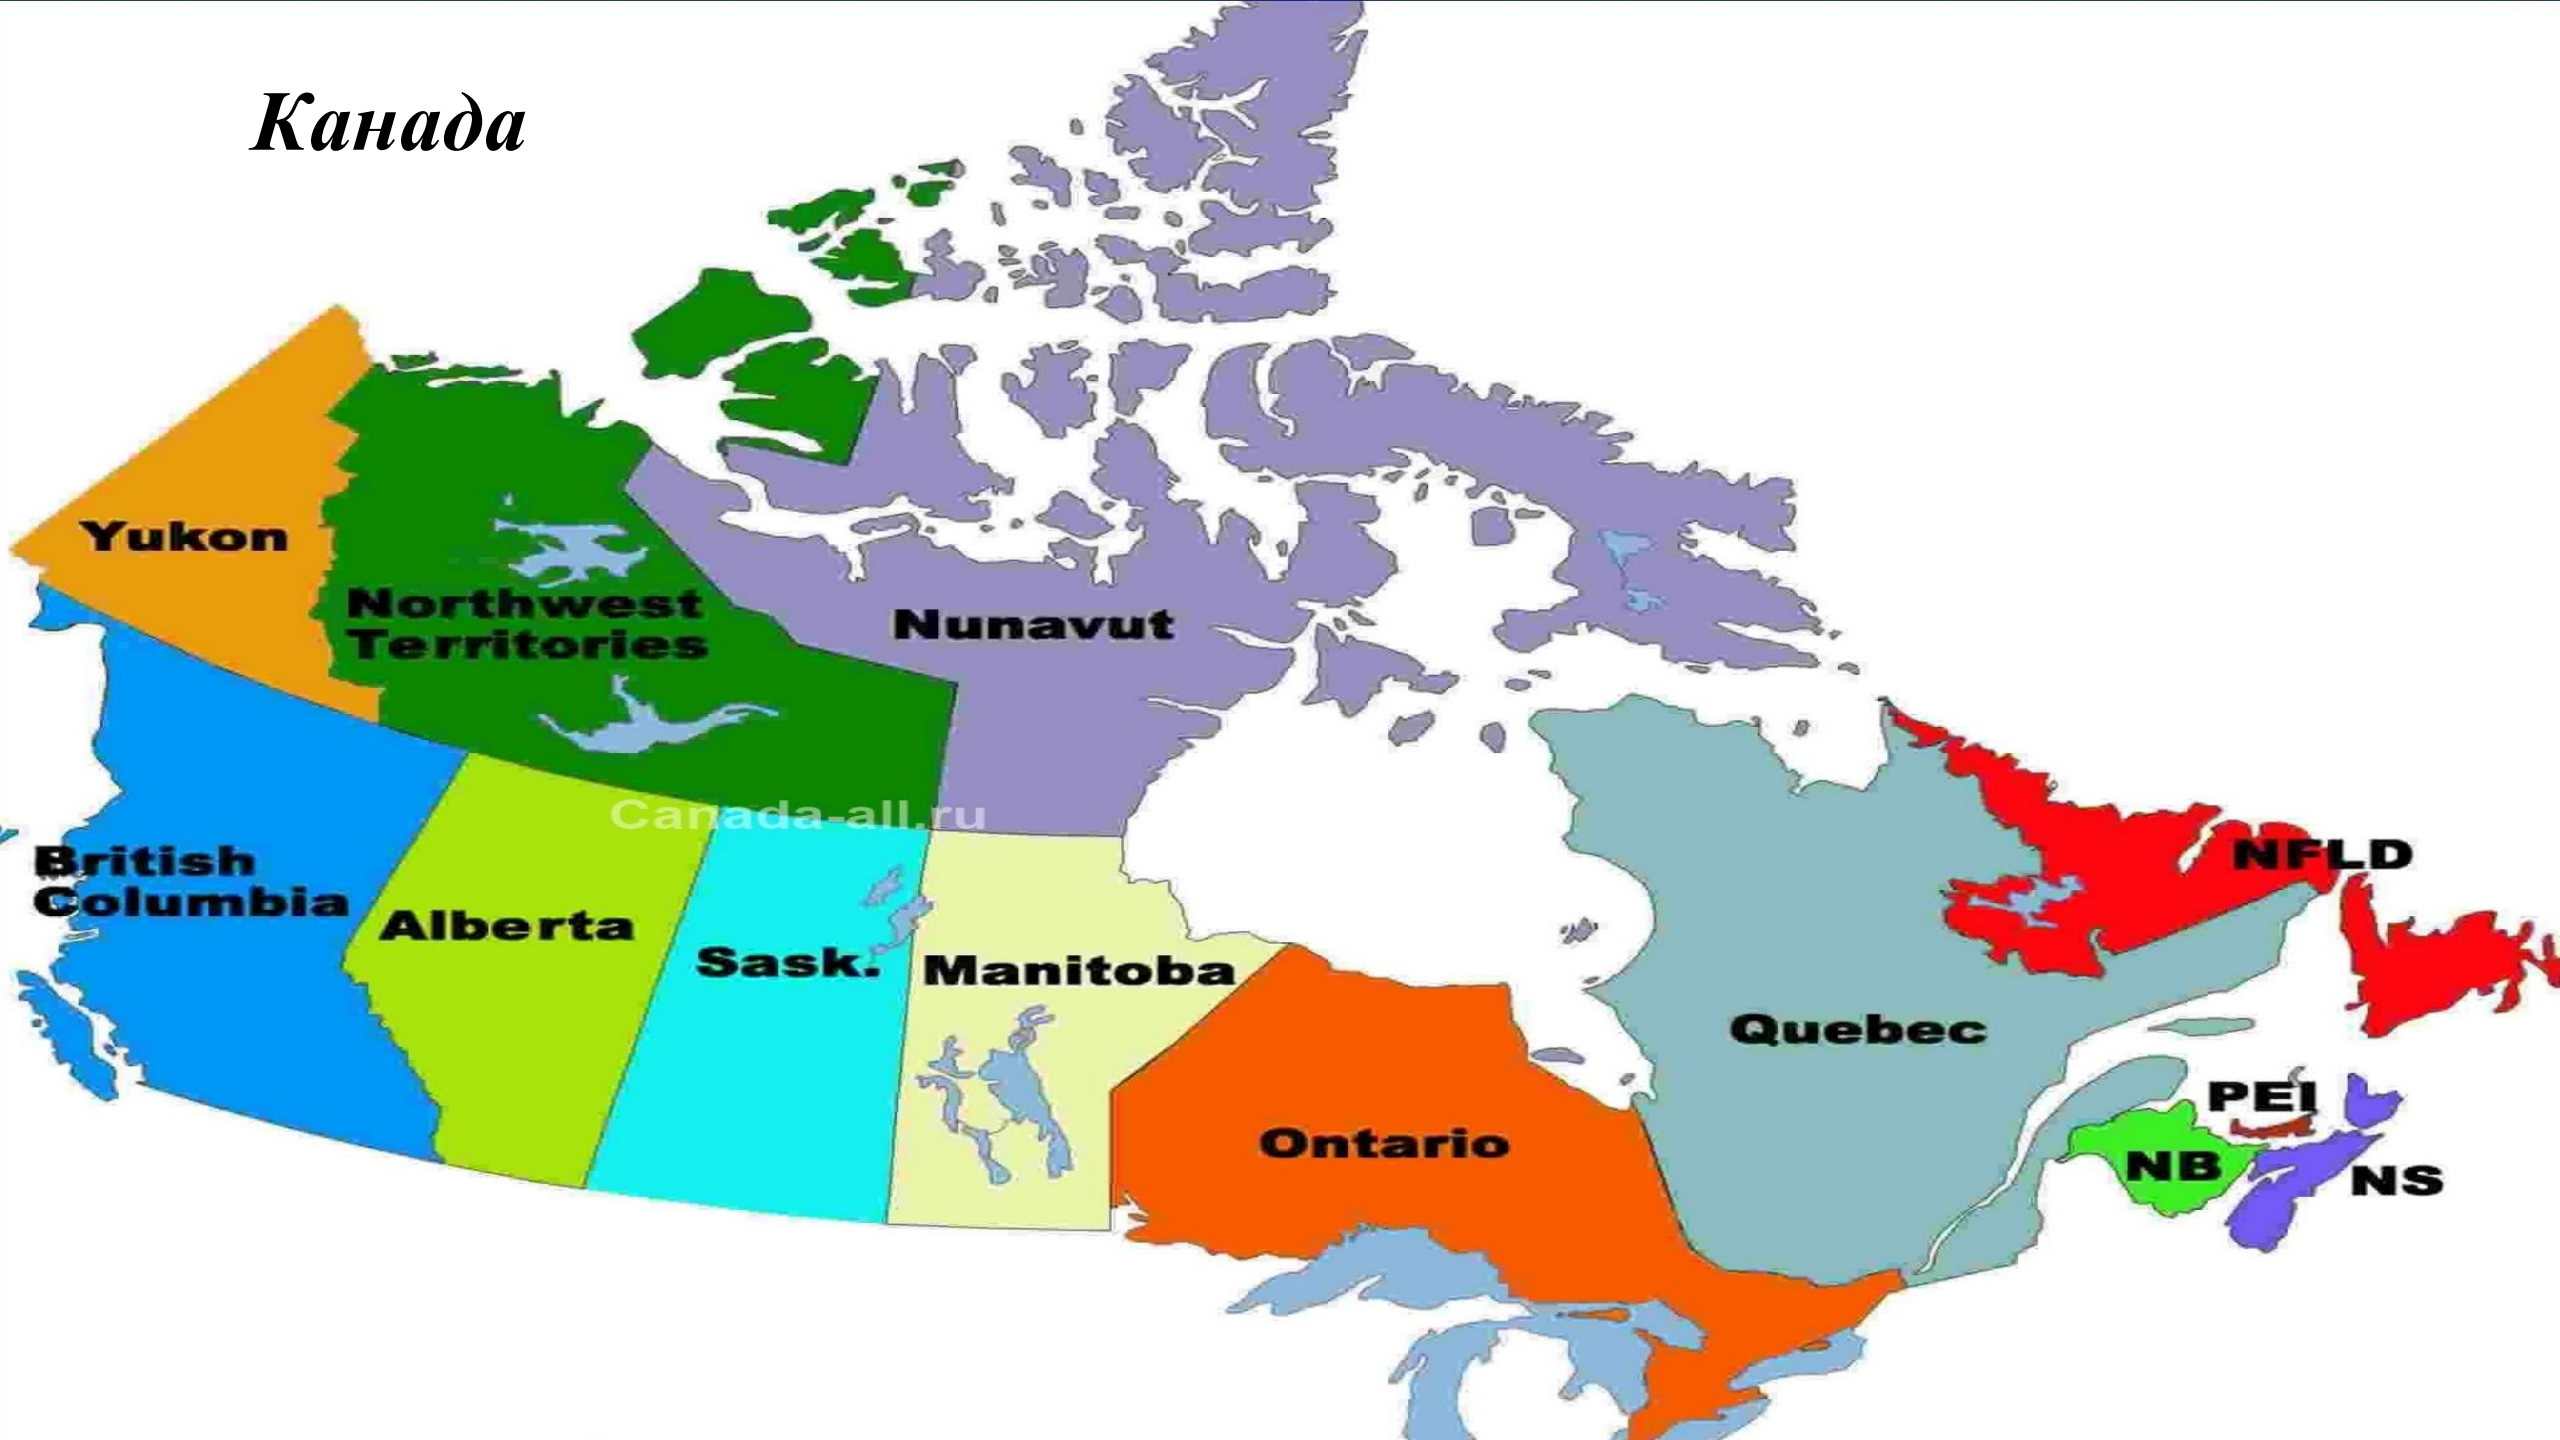 Канада
Yukon
Northwest
Territories
Nunavut
Canada-all.ru
British
Columbia
Alberta
Sask.
Manitoba
NFLD
Quebec
Ontario
PEI
NB
NS